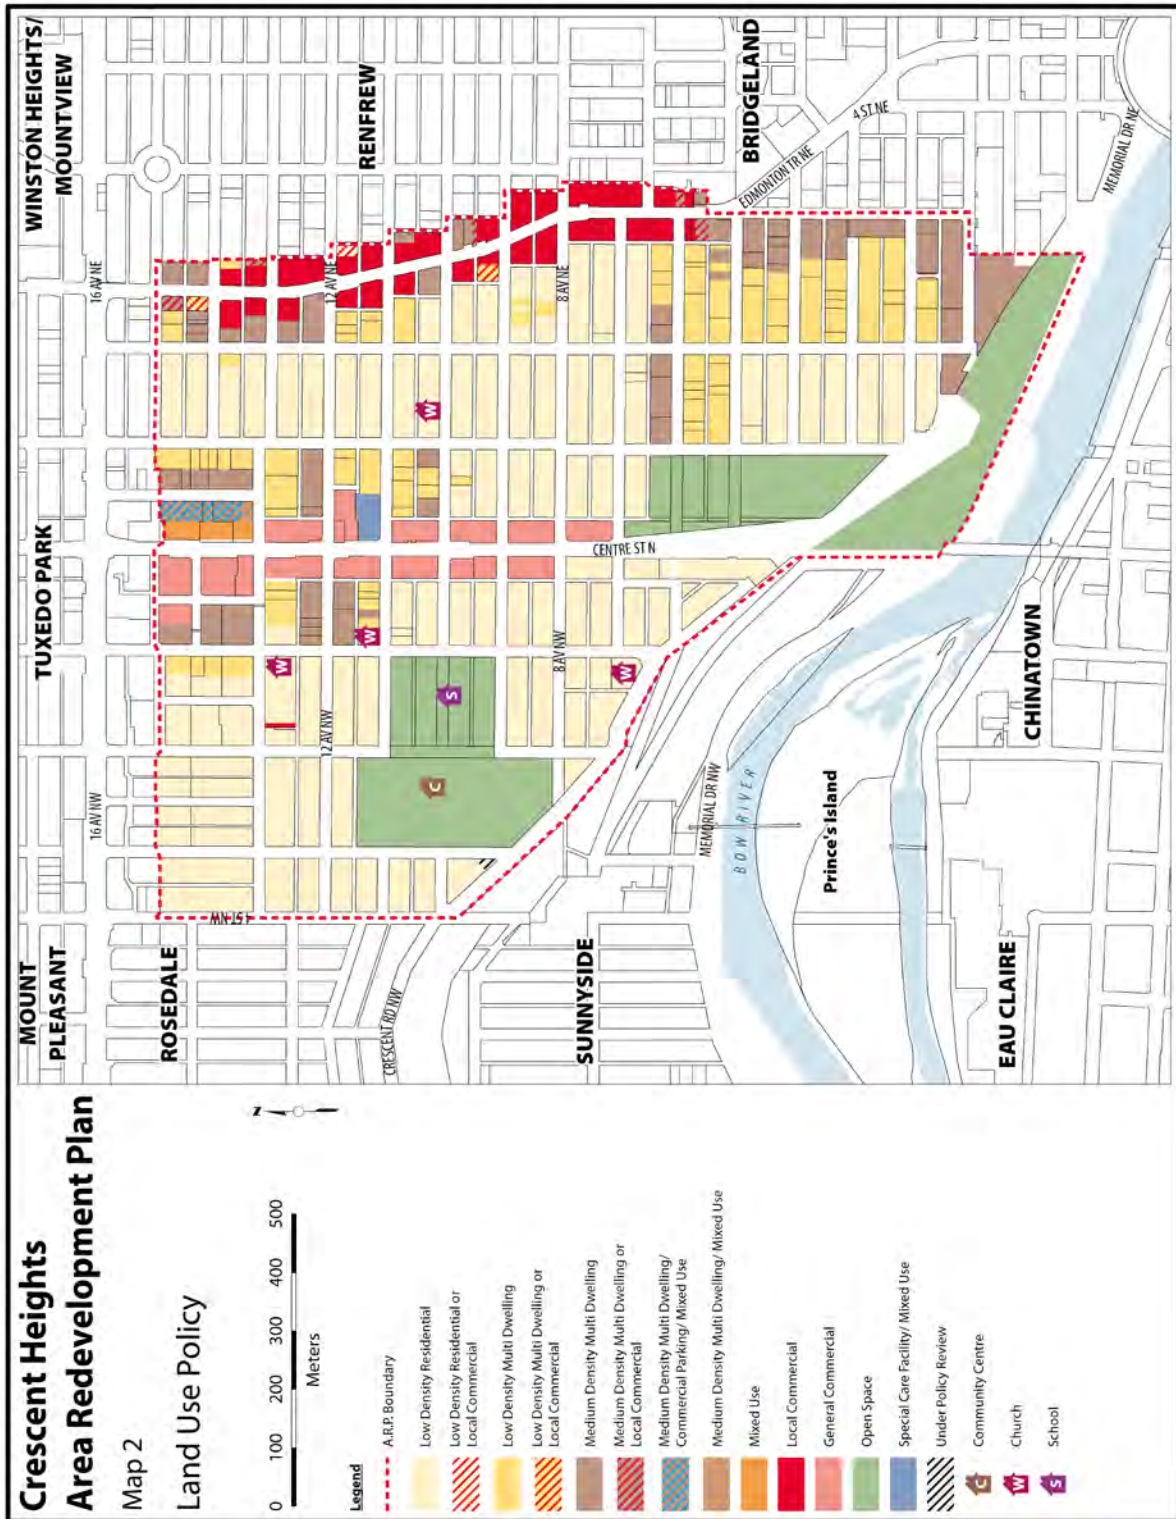 Crescent Heights
Area Redevelopment Plan
Map 2
Land Use Policy
N
0 100 200 300 400 500
Meters
Legend
A.R.P. Boundary
Low Density Residential
Low Density Residential or
Local Commercial
Low Density Multi Dwelling
Low Density Multi Dwelling or
Local Commercial
Medium Density Multi Dwelling
Medium Density Multi Dwelling or
Local Commercial
Medium Density Multi Dwelling/
Commercial Parking/ Mixed Use
Medium Density Multi Dwelling/ Mixed Use
Mixed Use
Local Commercial
General Commercial
Open Space
Special Care Facility/ Mixed Use
Under Policy Review
C Community Centre
W Church
S School
MOUNT
PLEASANT
TUXEDO PARK
WINSTON HEIGHTS/
MOUNTVIEW
16 AV NW
16 AV NE
ROSEDALE
4 ST NW
RENFREW
12 AV NW
12 AV NE
CRESCENT RD NW
W
W
W
W
S
C
8 AV NW
8 AV NE
CENTRE ST N
SUNNYSIDE
BRIDGELAND
EDMONTON TR NE
4 ST NE
MEMORIAL DR NW
BOW RIVER
Prince's Island
EAU CLAIRE
CHINATOWN
MEMORIAL DR NE